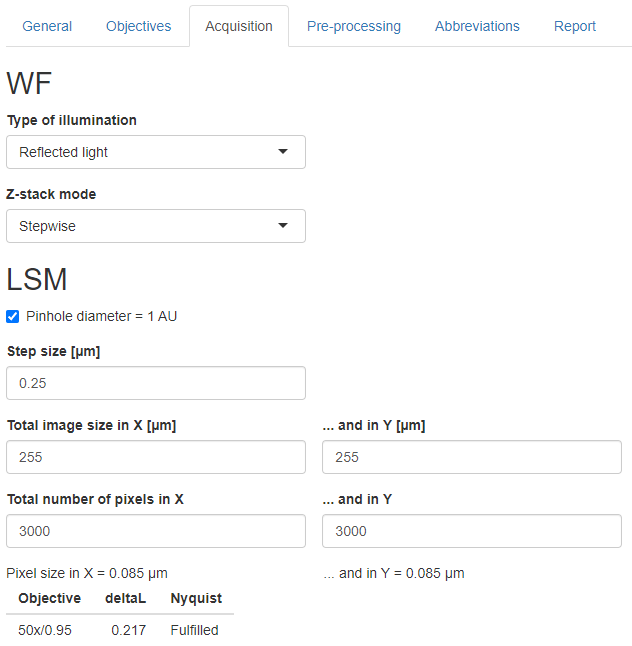 General Objectives Acquisition Pre-processing Abbreviations Report
WF
Type of illumination
Reflected light
Z-stack mode
Stepwise
LSM
Pinhole diameter = 1 AU
Step size [µm]
0.25
Total image size in X [µm] ... and in Y [µm]
255 255
Total number of pixels in X ... and in Y
3000 3000
Pixel size in X = 0.085 µm ... and in Y = 0.085 µm
Objective deltaL Nyquist
50x/0.95 0.217 Fulfilled